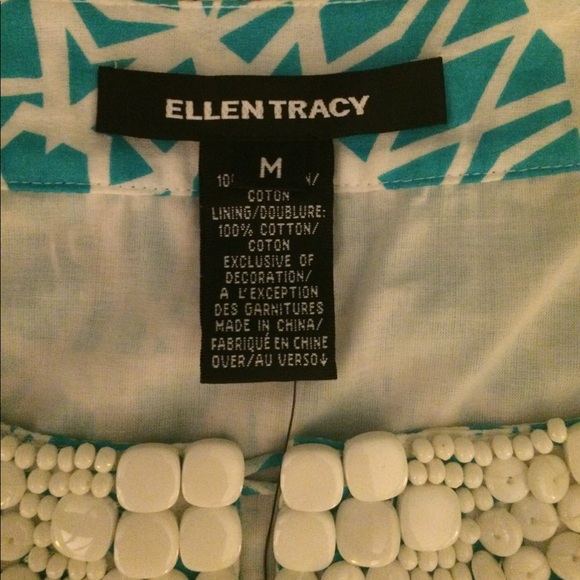 ELLEN TRACY
M
10 N/
COTON
LINING/DOUBLURE:
100% COTTON/
COTON
EXCLUSIVE OF
DECORATION/
A L'EXCEPTION
DES GARNITURES
MADE IN CHINA/
FABRIQUÉ EN CHINE
OVER/AU VERSO↓